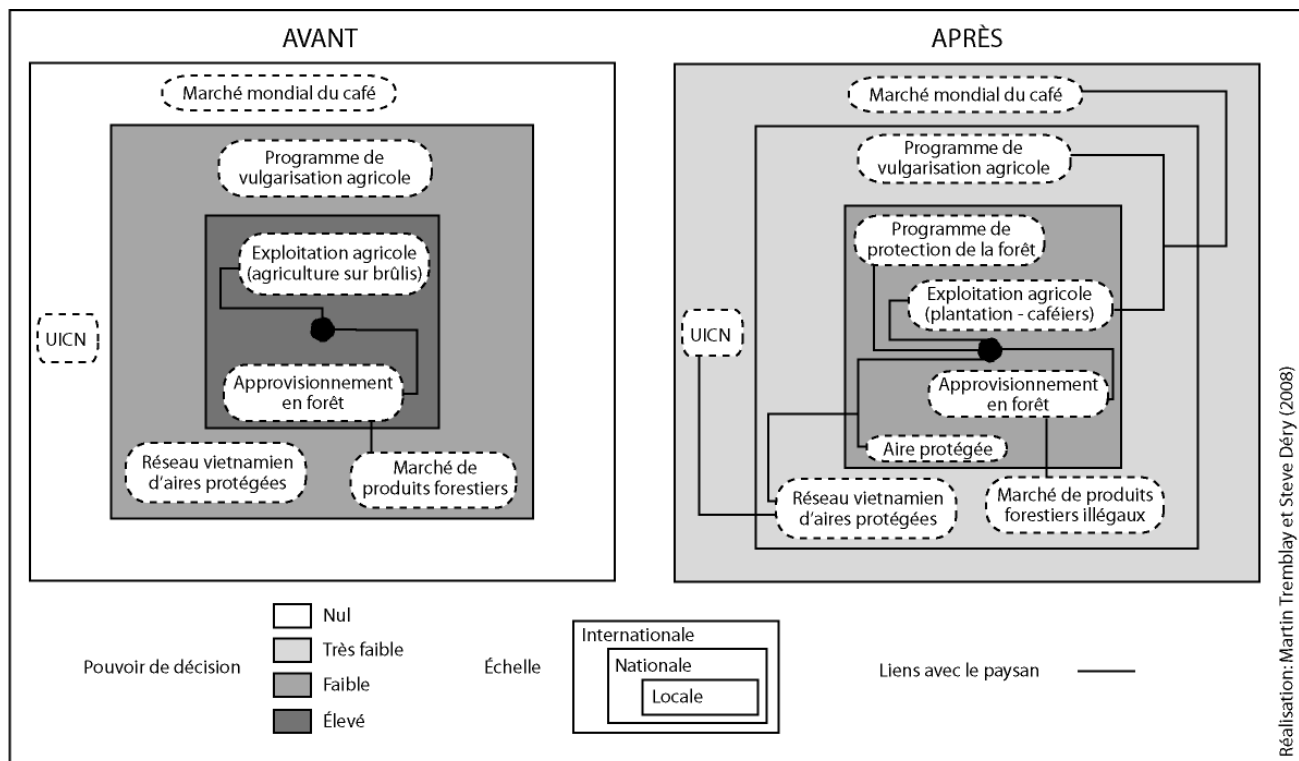 AVANT
Marché mondial du café
Programme de
vulgarisation agricole
Exploitation agricole
(agriculture sur brûlis)
UICN
Approvisionnement
en forêt
Réseau vietnamien
d'aires protégées
Marché de
produits forestiers
APRÈS
Marché mondial du café
Programme de
vulgarisation agricole
Programme de
protection de la forêt
Exploitation agricole
(plantation - caféiers)
UICN
Approvisionnement
en forêt
Aire protégée
Réseau vietnamien
d'aires protégées
Marché de produits
forestiers illégaux
Pouvoir de décision
Nul
Très faible
Faible
Élevé
Échelle
Internationale
Nationale
Locale
Liens avec le paysan
Réalisation: Martin Tremblay et Steve Déry (2008)